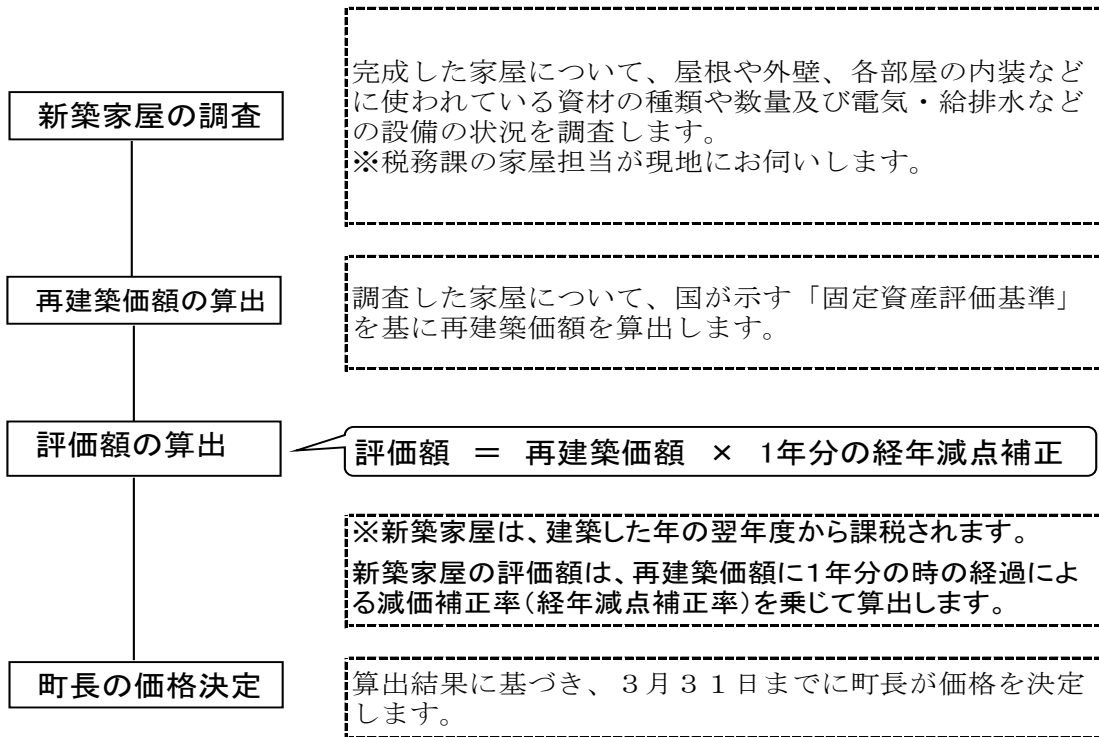 新築家屋の調査
完成した家屋について、屋根や外壁、各部屋の内装など
に使われている資材の種類や数量及び電気・給排水など
の設備の状況を調査します。
※税務課の家屋担当が現地にお伺いします。
再建築価額の算出
調査した家屋について、国が示す「固定資産評価基準」
を基に再建築価額を算出します。
評価額の算出
評価額 ＝ 再建築価額 × 1年分の経年減点補正
※新築家屋は、建築した年の翌年度から課税されます。
新築家屋の評価額は、再建築価額に１年分の時の経過によ
る減価補正率(経年減点補正率)を乗じて算出します。
町長の価格決定
算出結果に基づき、３月３１日までに町長が価格を決定
します。